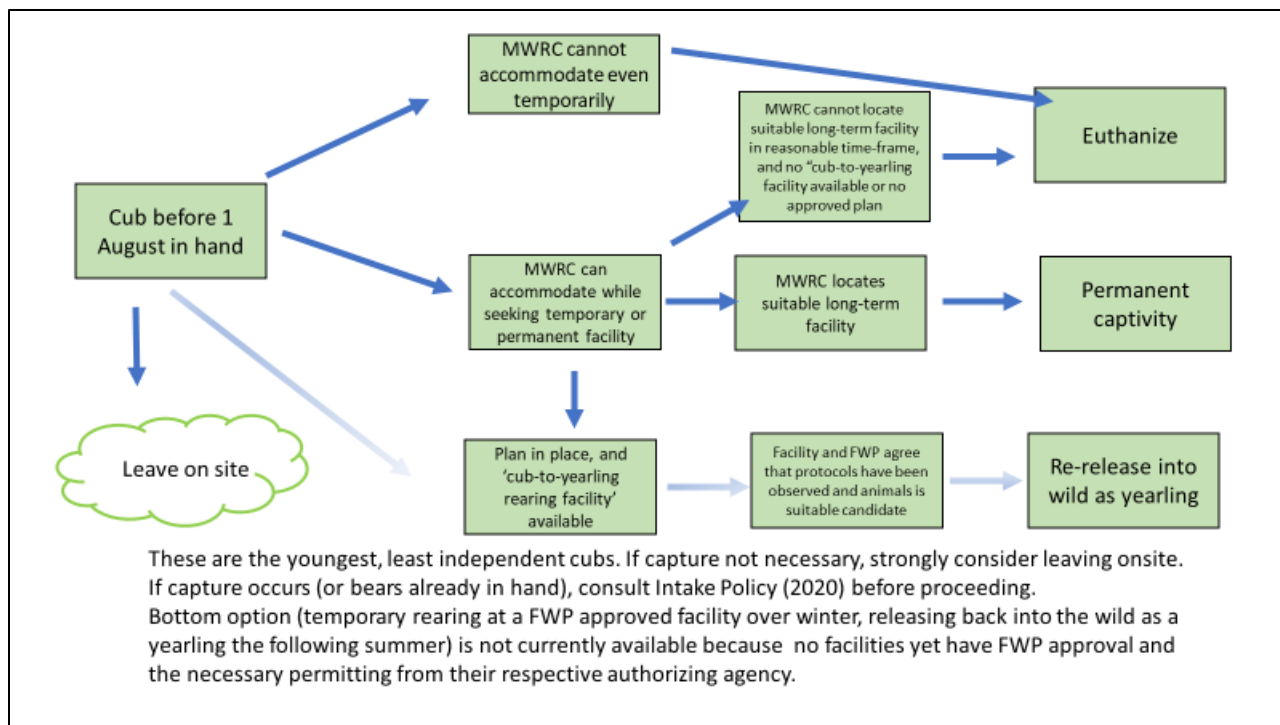 MWRC cannot
accommodate even
temporarily
MWRC cannot locate
suitable long-term facility
in reasonable time-frame,
and no “cub-to-yearling
facility available or no
approved plan
Euthanize
Cub before 1
August in hand
MWRC can
accommodate while
seeking temporary or
permanent facility
MWRC locates
suitable long-term
facility
Permanent
captivity
Leave on site
Plan in place, and
‘cub-to-yearling
rearing facility’
available
Facility and FWP agree
that protocols have been
observed and animals is
suitable candidate
Re-release into
wild as yearling
These are the youngest, least independent cubs. If capture not necessary, strongly consider leaving onsite.
If capture occurs (or bears already in hand), consult Intake Policy (2020) before proceeding.
Bottom option (temporary rearing at a FWP approved facility over winter, releasing back into the wild as a
yearling the following summer) is not currently available because no facilities yet have FWP approval and
the necessary permitting from their respective authorizing agency.